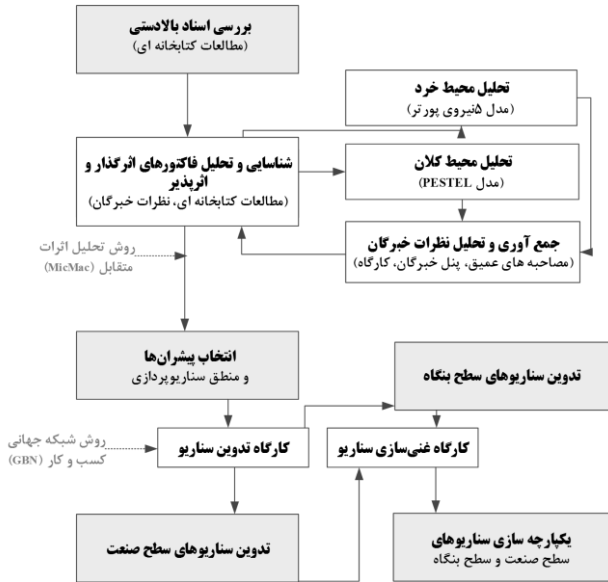 بررسی اسناد بالادستی
(مطالعات کتابخانه ای)
تحلیل محیط خرد
(مدل ۵نیروی پورتر)
شناسایی و تحلیل فاکتورهای اثرگذار و
اثرپذیر
(مطالعات کتابخانه ای، نظرات خبرگان)
تحلیل محیط کلان
(مدل PESTEL)
جمع آوری و تحلیل نظرات خبرگان
(مصاحبه های عمیق، پنل خبرگان، کارگاه)
روش تحلیل اثرات
متقابل (MicMac)
انتخاب پیشران‌ها
و منطق سناریوپردازی
تدوین سناریوهای سطح بنگاه
روش شبکه جهانی
کسب و کار (GBN)
کارگاه تدوین سناریو
کارگاه غنی‌سازی سناریو
تدوین سناریوهای سطح صنعت
یکپارچه سازی سناریوهای
سطح صنعت و سطح بنگاه